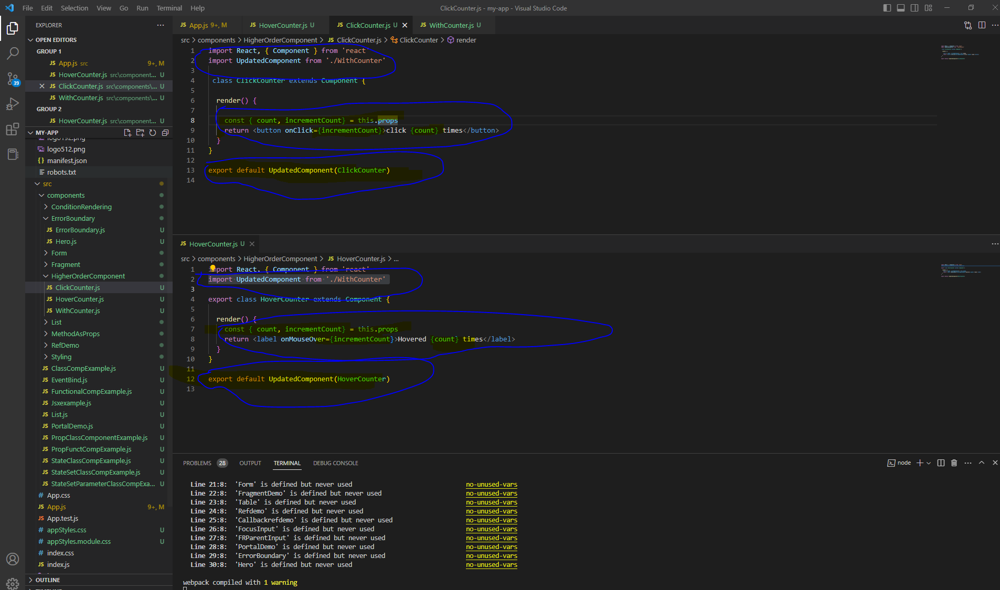 File Edit Selection View Go Run Terminal Help
ClickCounter.js - my-app - Visual Studio Code
EXPLORER
OPEN EDITORS
GROUP 1
JS App.js src 9+, M
JS HoverCounter.js src\component... U
JS ClickCounter.js src\components\... U
JS WithCounter.js src\components\... U
GROUP 2
JS HoverCounter.js src\component... U
MY-APP
logo192.png
logo512.png
{} manifest.json
robots.txt
src
components
ConditionRendering
ErrorBoundary
JS ErrorBoundary.js U
JS Hero.js U
Form
Fragment
HigherOrderComponent
JS ClickCounter.js U
JS HoverCounter.js U
JS WithCounter.js U
List
MethodAsProps
RefDemo
Styling
JS ClassCompExample.js U
JS EventBind.js U
JS FunctionalCompExample.js U
JS Jsxexample.js U
JS List.js U
JS PortalDemo.js U
JS PropClassComponentExample.js U
JS PropFunctCompExample.js U
JS StateClassCompExample.js U
JS StateSetClassCompExample.js U
JS StateSetParameterClassCompExa... U
# App.css
JS App.js 9+, M
JS App.test.js
# appStyles.css U
# appStyles.module.css U
# index.css
JS index.js
OUTLINE
39
JS App.js 9+, M JS HoverCounter.js U JS ClickCounter.js U JS WithCounter.js U
src > components > HigherOrderComponent > JS ClickCounter.js > ClickCounter > render
1 import React, { Component } from 'react'
2 import UpdatedComponent from './WithCounter'
3
4 class ClickCounter extends Component {
5
6 render() {
7
8 const { count, incrementCount} = this.props
9 return <button onClick={incrementCount}>click {count} times</button>
10 }
11 }
12
13 export default UpdatedComponent(ClickCounter)
14
JS HoverCounter.js U
src > components > HigherOrderComponent > JS HoverCounter.js > ...
1 import React, { Component } from 'react'
2 import UpdatedComponent from './WithCounter'
3
4 export class HoverCounter extends Component {
5
6 render() {
7 const { count, incrementCount} = this.props
8 return <label onMouseOver={incrementCount}>Hovered {count} times</label>
9 }
10 }
11
12 export default UpdatedComponent(HoverCounter)
13
PROBLEMS 28 OUTPUT TERMINAL DEBUG CONSOLE
node
Line 21:8: 'Form' is defined but never used no-unused-vars
Line 22:8: 'FragmentDemo' is defined but never used no-unused-vars
Line 23:8: 'Table' is defined but never used no-unused-vars
Line 24:8: 'Refdemo' is defined but never used no-unused-vars
Line 25:8: 'Callbackrefdemo' is defined but never used no-unused-vars
Line 26:8: 'FocusInput' is defined but never used no-unused-vars
Line 27:8: 'FRParentInput' is defined but never used no-unused-vars
Line 28:8: 'PortalDemo' is defined but never used no-unused-vars
Line 29:8: 'ErrorBoundary' is defined but never used no-unused-vars
Line 30:8: 'Hero' is defined but never used no-unused-vars
webpack compiled with 1 warning